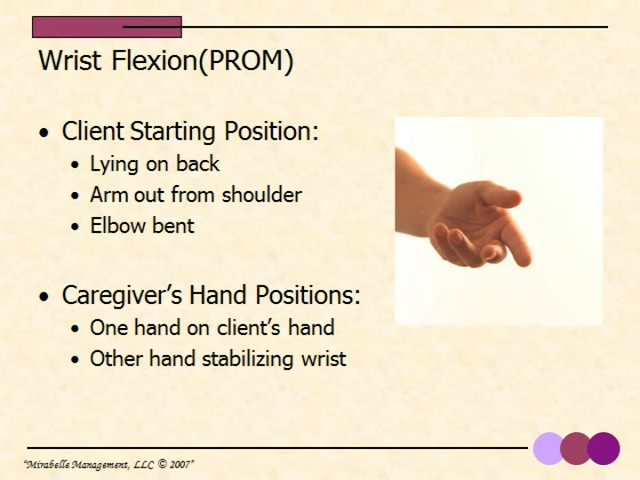 Wrist Flexion(PROM)
• Client Starting Position:
• Lying on back
• Arm out from shoulder
• Elbow bent
• Caregiver’s Hand Positions:
• One hand on client’s hand
• Other hand stabilizing wrist
“Mirabelle Management, LLC © 2007”